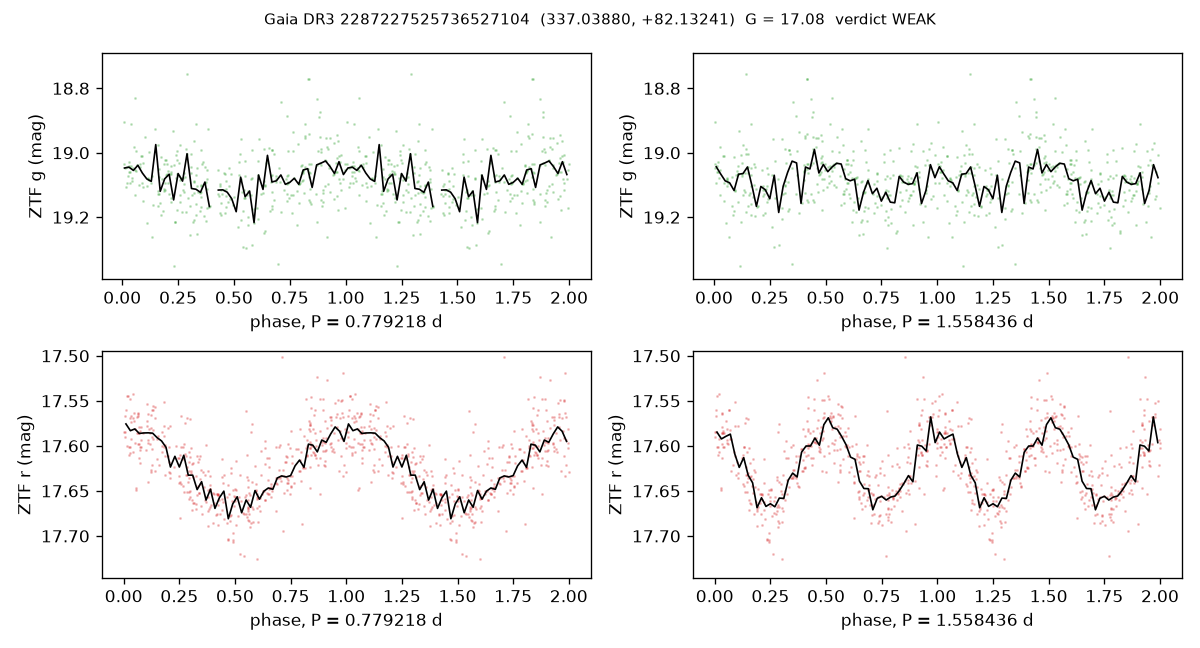 Gaia DR3 2287227525736527104 (337.03880, +82.13241) G = 17.08 verdict WEAK
ZTF g (mag)
18.8
19.0
19.2
0.00 0.25 0.50 0.75 1.00 1.25 1.50 1.75 2.00
phase, P = 0.779218 d
ZTF g (mag)
18.8
19.0
19.2
0.00 0.25 0.50 0.75 1.00 1.25 1.50 1.75 2.00
phase, P = 1.558436 d
ZTF r (mag)
17.50
17.55
17.60
17.65
17.70
0.00 0.25 0.50 0.75 1.00 1.25 1.50 1.75 2.00
phase, P = 0.779218 d
ZTF r (mag)
17.50
17.55
17.60
17.65
17.70
0.00 0.25 0.50 0.75 1.00 1.25 1.50 1.75 2.00
phase, P = 1.558436 d